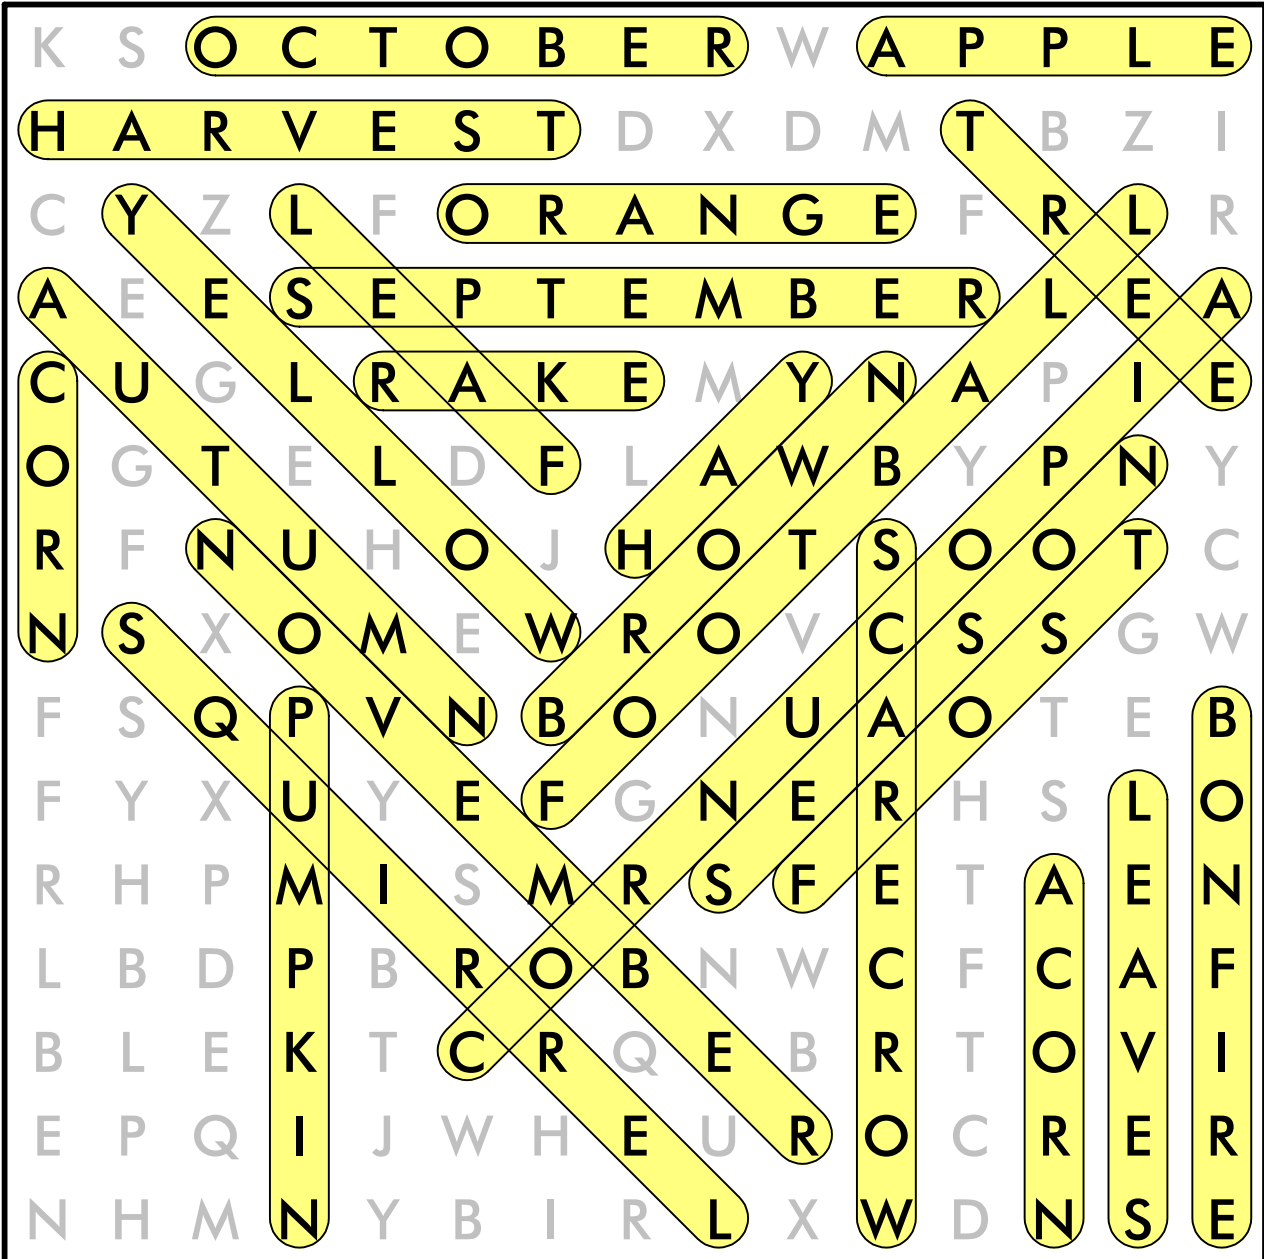 K S O C T O B E R W A P P L E
H A R V E S T D X D M T B Z I
C Y Z L F O R A N G E F R L R
A E E S E P T E M B E R L E A
C U G L R A K E M Y N A P I E
O G T E L D F L A W B Y P N Y
R F N U H O J H O T S O O T C
N S X O M E W R O V C S S G W
F S Q P V N B O N U A O T E B
F Y X U Y E F G N E R H S L O
R H P M I S M R S F E T A E N
L B D P B R O B N W C F C A F
B L E K T C R Q E B R T O V I
E P Q I J W H E U R O C R E R
N H M N Y B I R L X W D N S E